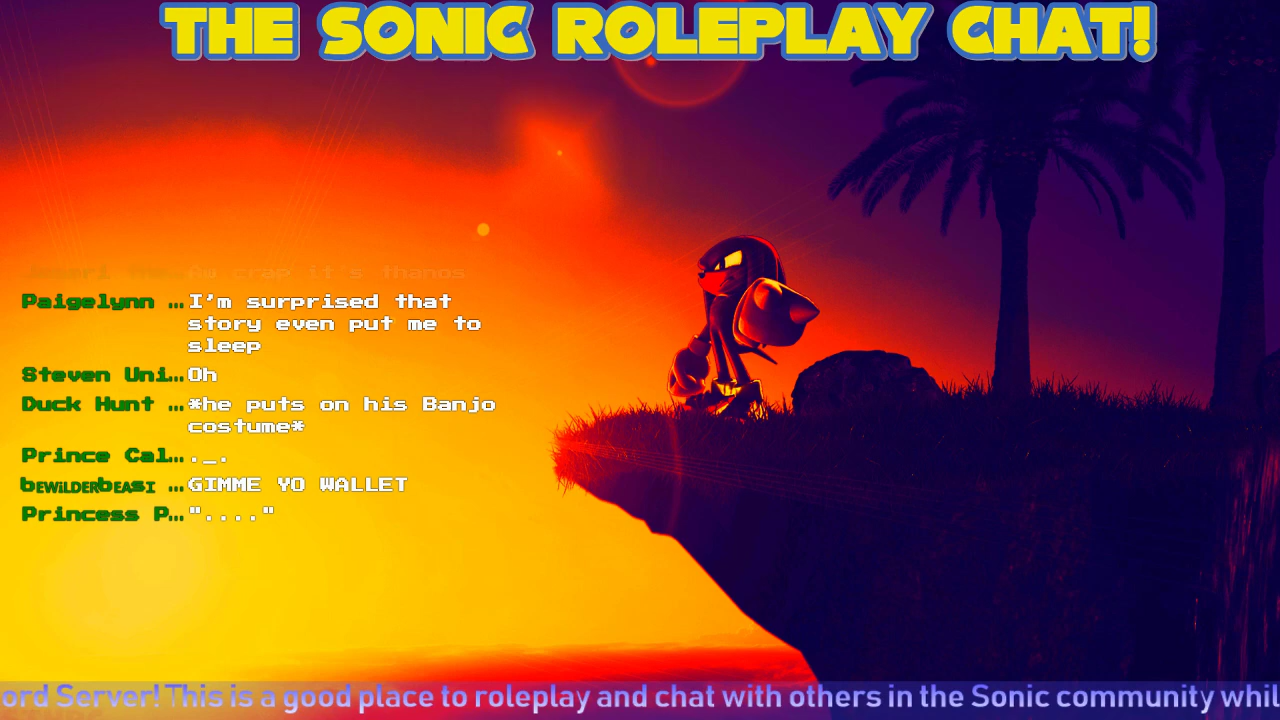 THE SONIC ROLEPLAY CHAT!
Aw crap it's thanos
Paigelynn ... I'm surprised that
story even put me to
sleep
Steven Uni... Oh
Duck Hunt ... *he puts on his Banjo
costume*
Prince Cal... ._.
bEWiLDERbEAsI ... GIMME YO WALLET
Princess P... "...."
ord Server! This is a good place to roleplay and chat with others in the Sonic community whil